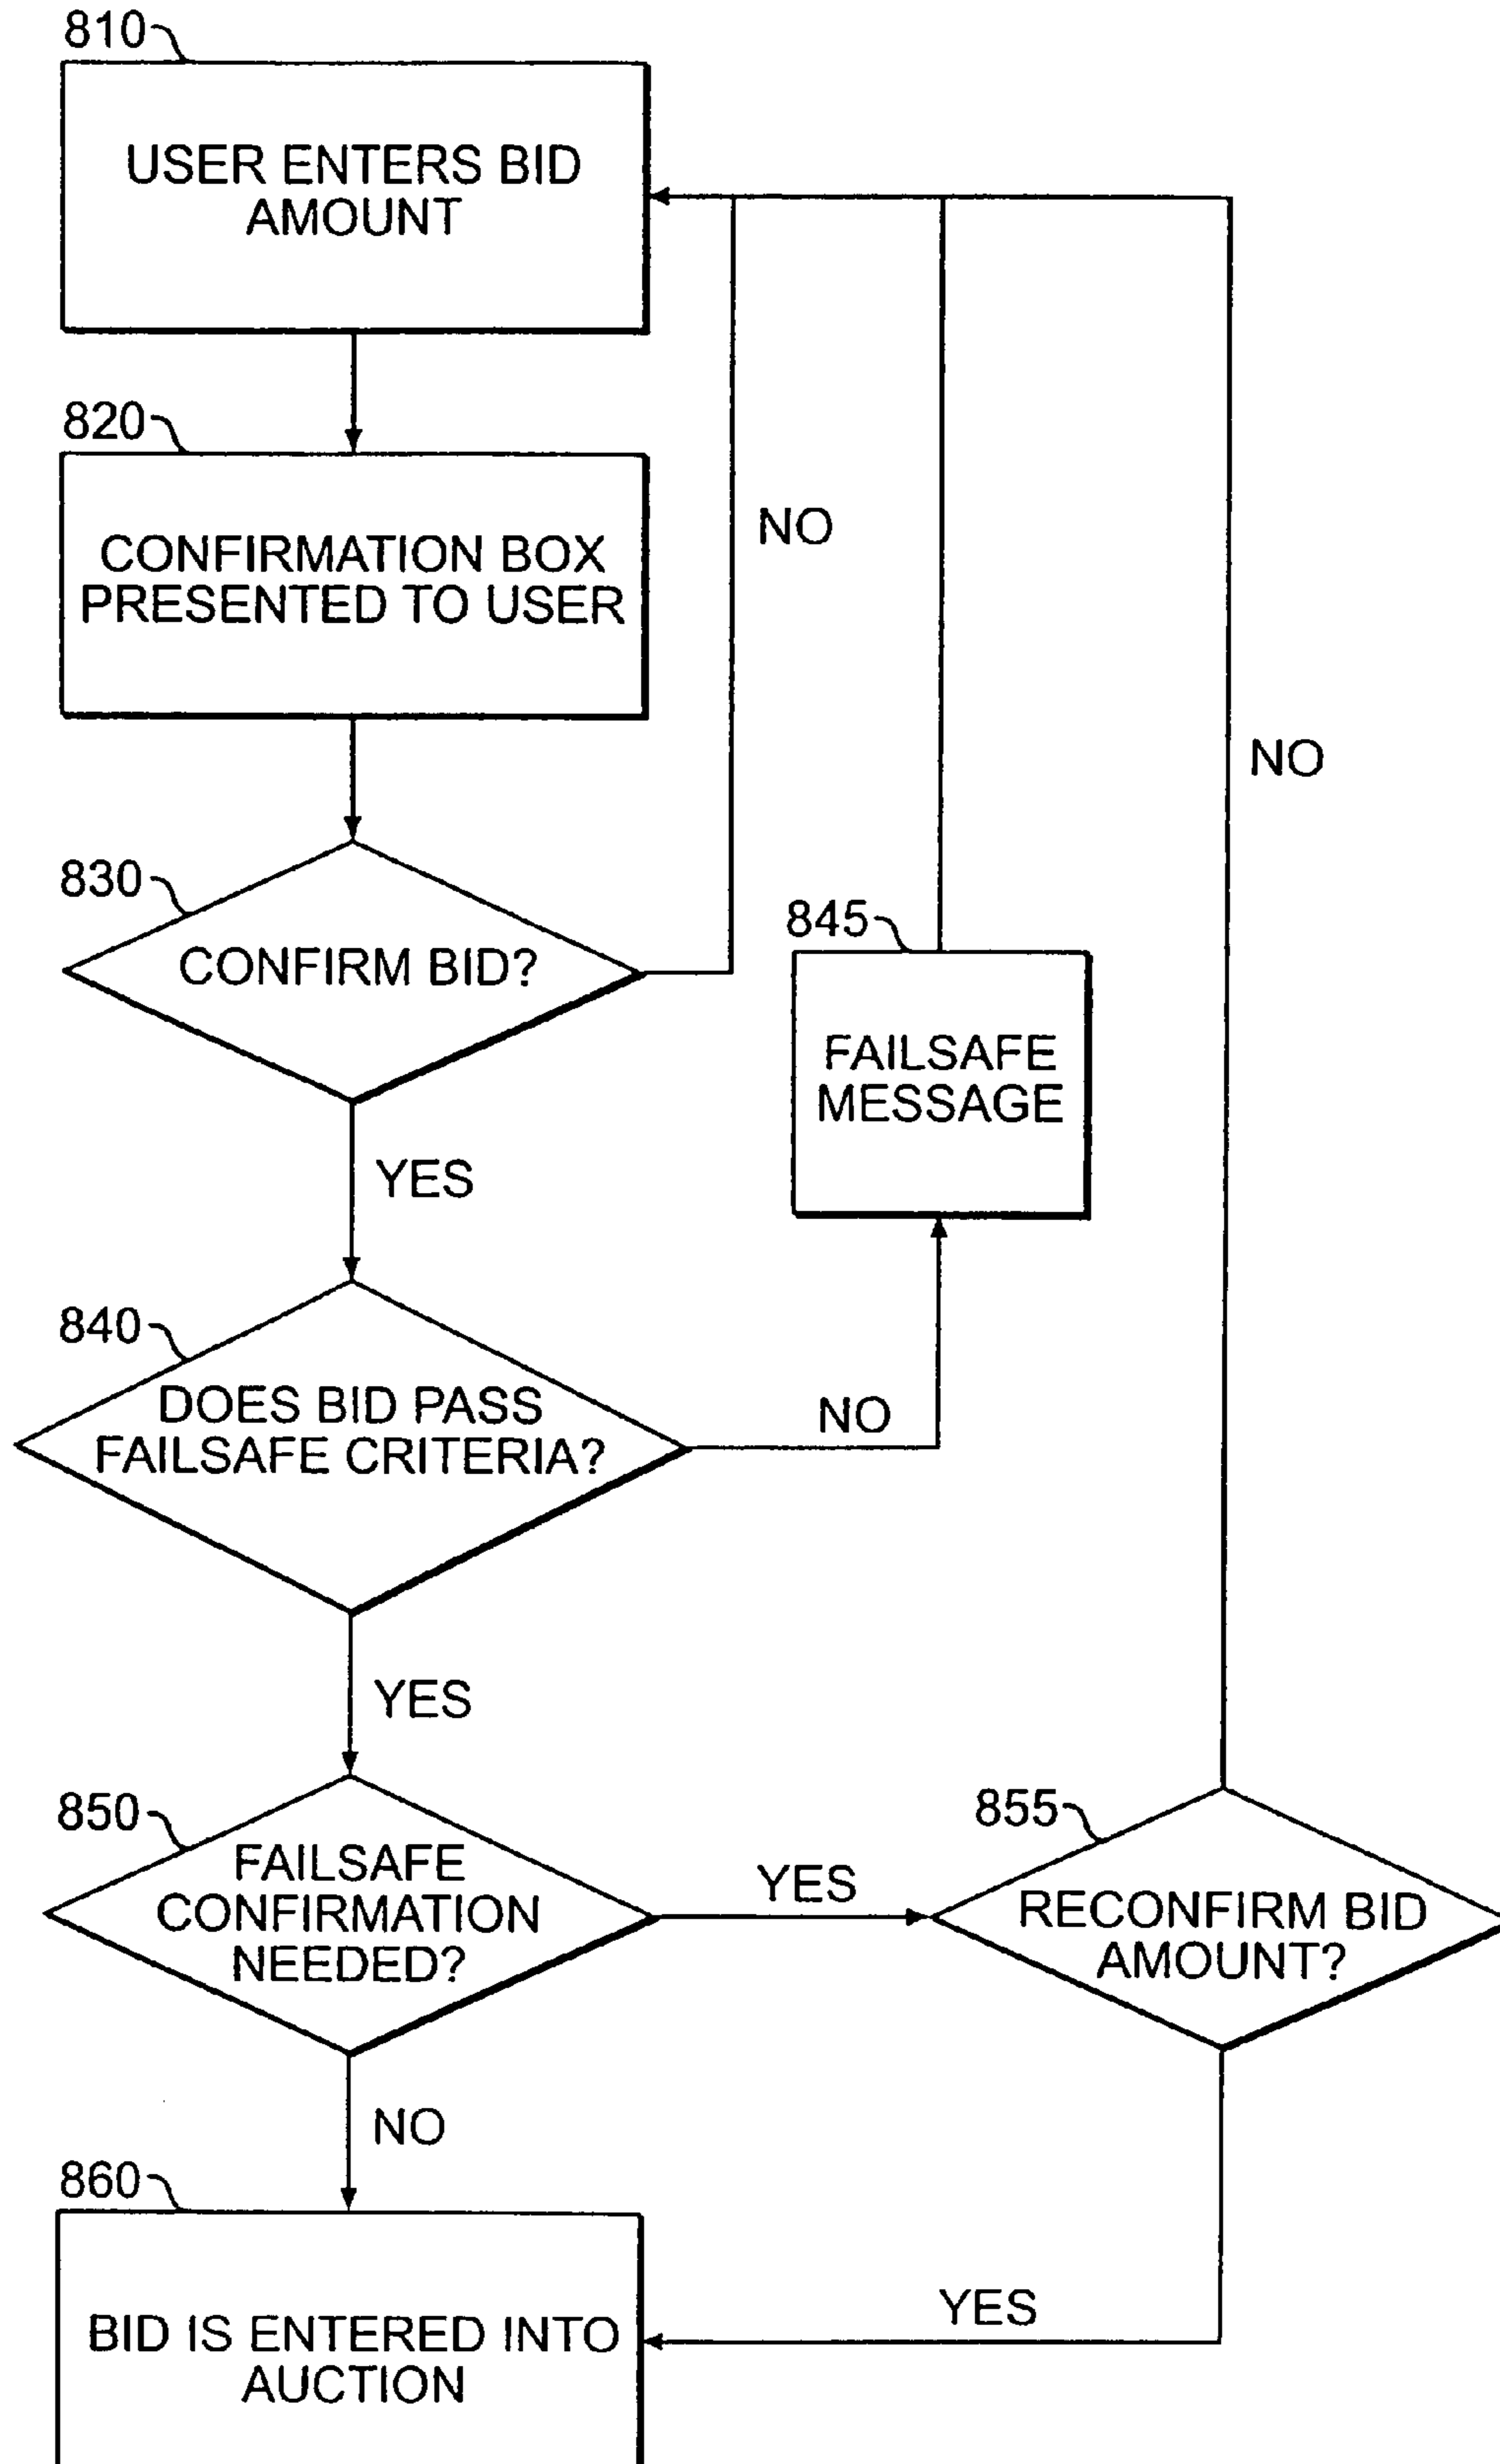 810
USER ENTERS BID
AMOUNT
820
CONFIRMATION BOX
PRESENTED TO USER
NO
NO
830
CONFIRM BID?
845
FAILSAFE
MESSAGE
YES
840
DOES BID PASS
FAILSAFE CRITERIA?
NO
YES
850
FAILSAFE
CONFIRMATION
NEEDED?
YES
855
RECONFIRM BID
AMOUNT?
NO
860
BID IS ENTERED INTO
AUCTION
YES